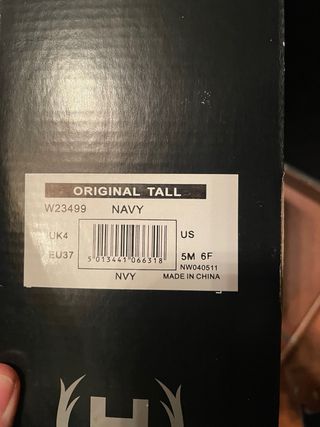 ORIGINAL TALL
W23499 NAVY
UK4 US
EU37 5M 6F
5 013441 066318
NW040511
NVY MADE IN CHINA
H